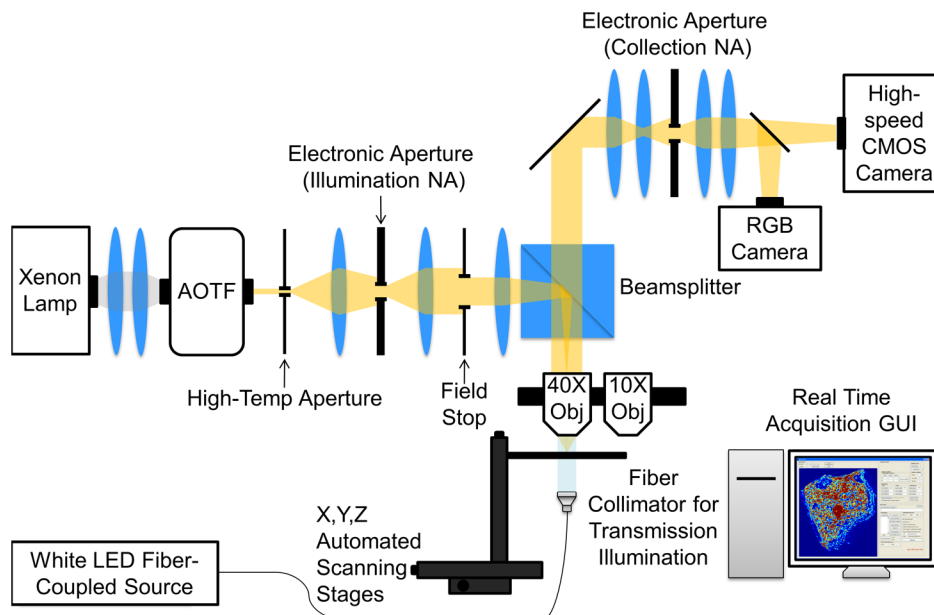 Electronic Aperture
(Collection NA)
High-
speed
CMOS
Camera
Electronic Aperture
(Illumination NA)
RGB
Camera
Xenon
Lamp
AOTF
Beamsplitter
High-Temp Aperture
Field
Stop
40X
Obj
10X
Obj
Real Time
Acquisition GUI
Fiber
Collimator for
Transmission
Illumination
X,Y,Z
Automated
Scanning
Stages
White LED Fiber-
Coupled Source